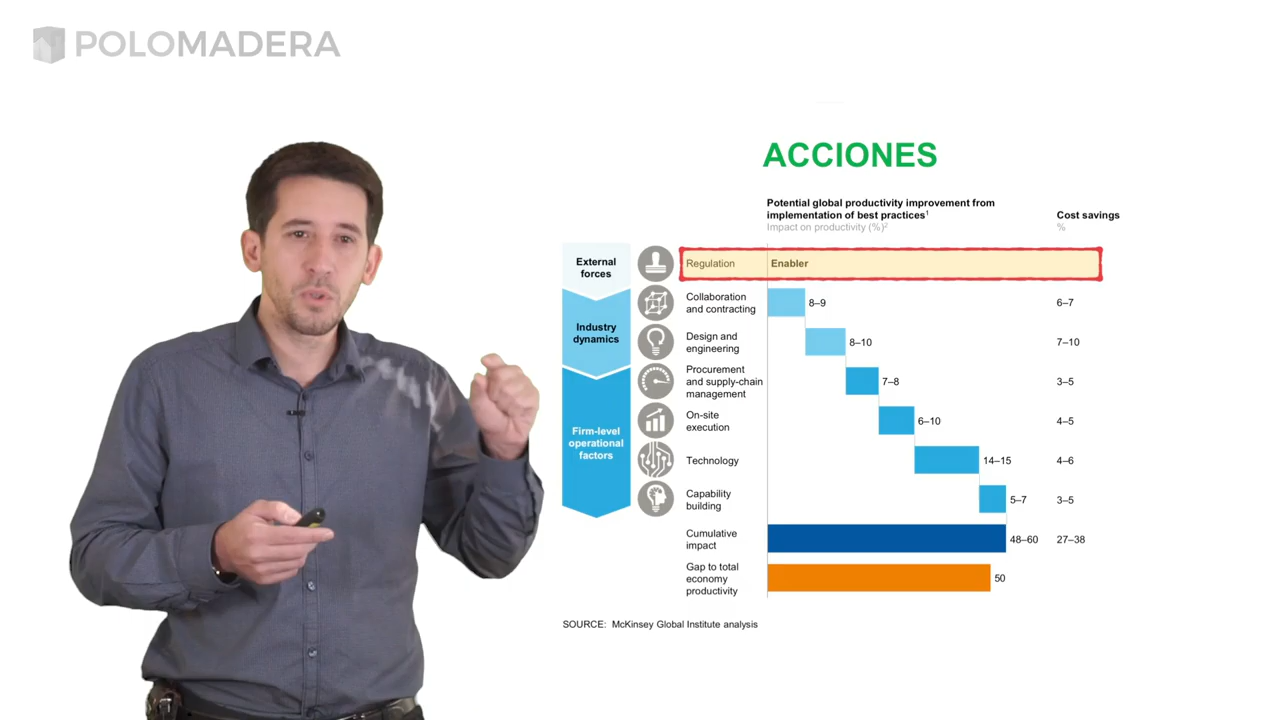 POLOMADERA
ACCIONES
Potential global productivity improvement from
implementation of best practices¹
Cost savings
Impact on productivity (%)²
%
External
forces
Regulation
Enabler
Industry
dynamics
Collaboration
and contracting
8–9
6–7
Design and
engineering
8–10
7–10
Firm-level
operational
factors
Procurement
and supply-chain
management
7–8
3–5
On-site
execution
6–10
4–5
Technology
14–15
4–6
Capability
building
5–7
3–5
Cumulative
impact
48–60
27–38
Gap to total
economy
productivity
50
SOURCE: McKinsey Global Institute analysis